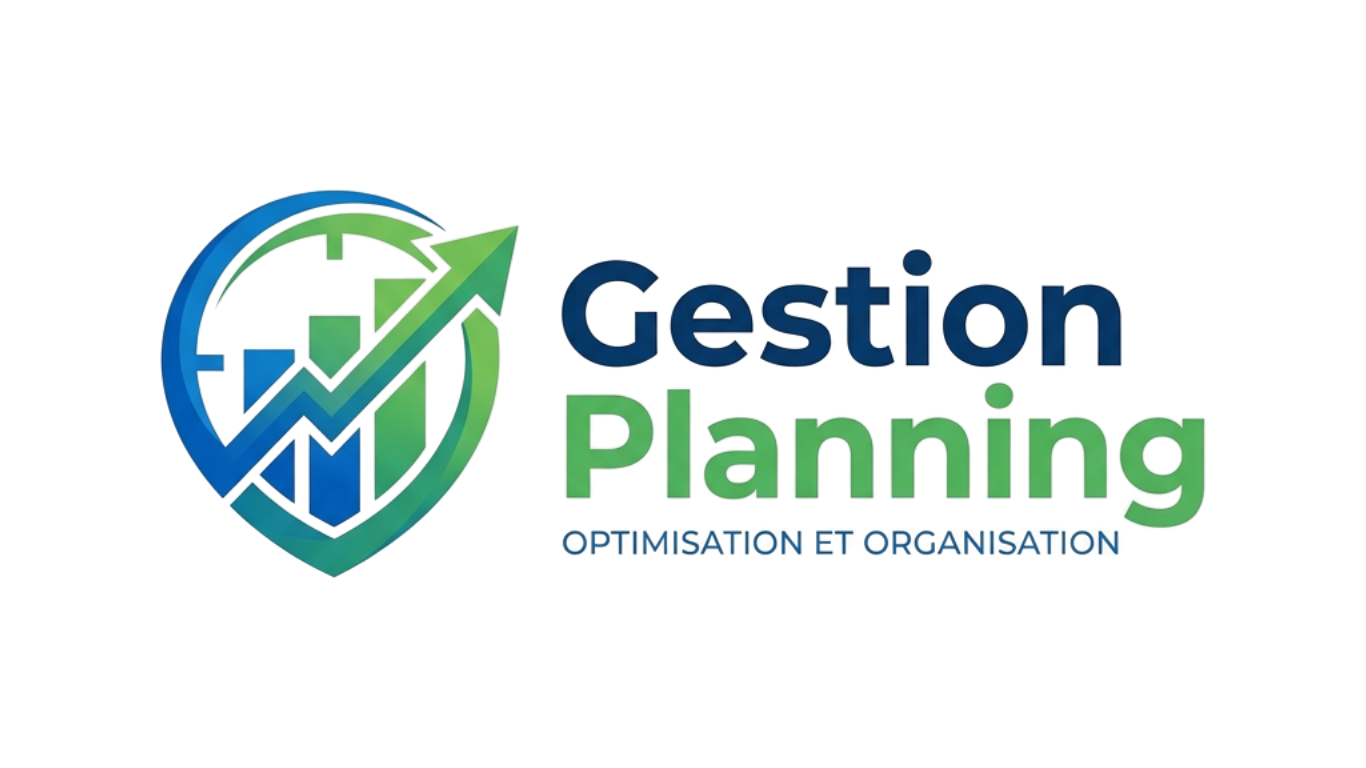 Gestion
Planning
OPTIMISATION ET ORGANISATION